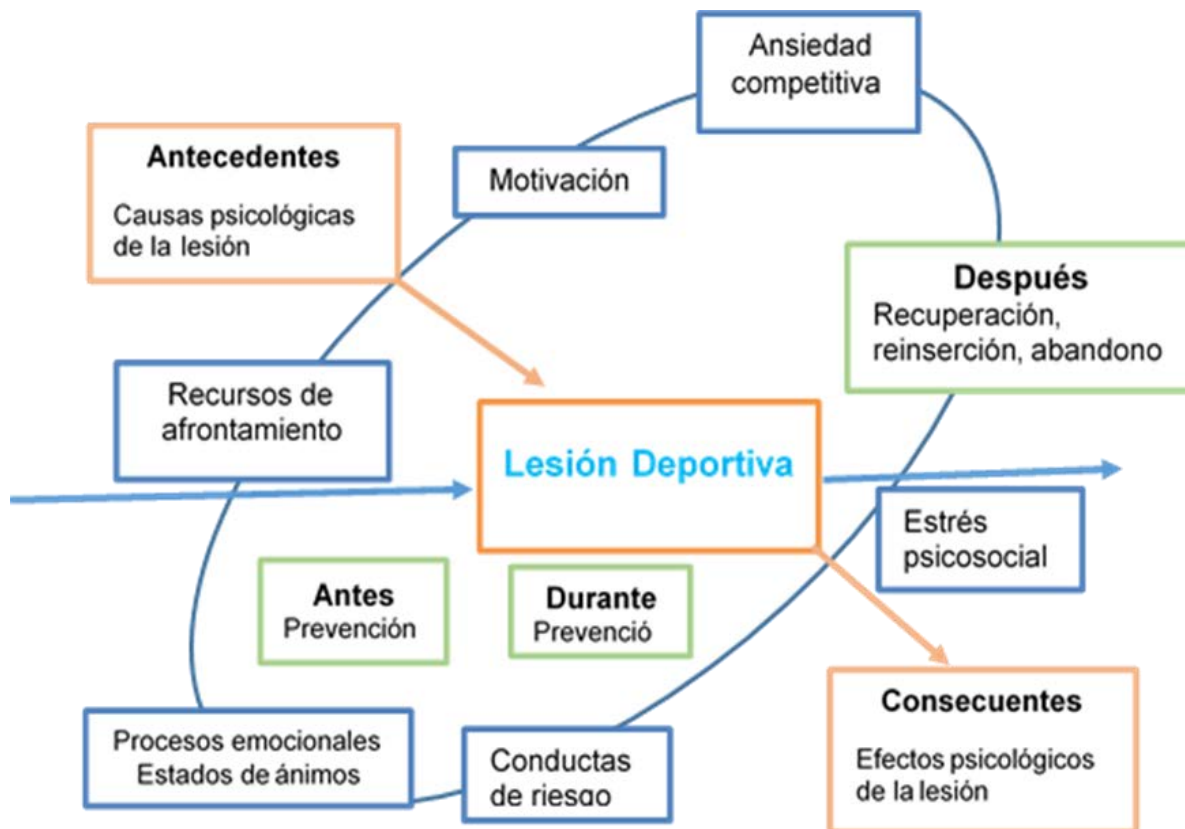 Ansiedad
competitiva
Antecedentes
Causas psicológicas
de la lesión
Motivación
Después
Recuperación,
reinserción, abandono
Recursos de
afrontamiento
Lesión Deportiva
Estrés
psicosocial
Antes
Prevención
Durante
Prevenció
Consecuentes
Efectos psicológicos
de la lesión
Procesos emocionales
Estados de ánimos
Conductas
de riesgo